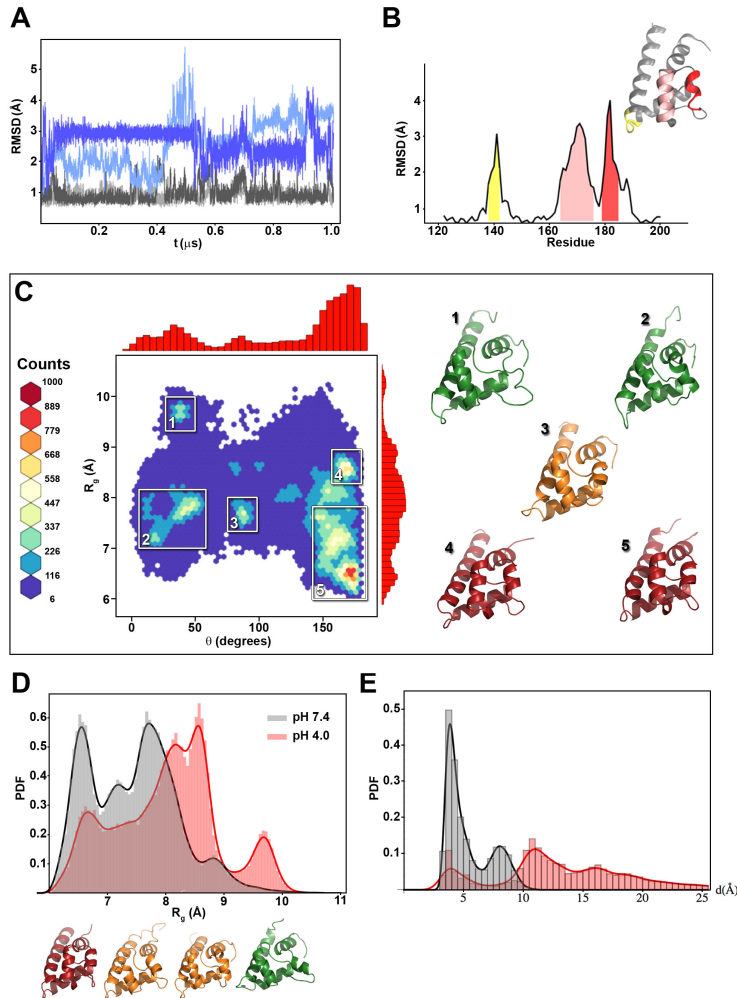 A
RMSD (Å)
5
4
3
2
1
0.2 0.4 0.6 0.8 1.0
t (µs)
B
RMSD (Å)
4
3
2
1
120 140 160 180 200
Residue
C
Counts
1000
889
779
668
558
447
337
226
116
6
Rg (Å)
10
9
8
7
6
1
2
3
4
5
0 50 100 150
θ (degrees)
1
2
3
4
5
D
PDF
0.6
0.5
0.4
0.3
0.2
0.1
pH 7.4
pH 4.0
7 8 9 10 11
Rg (Å)
E
PDF
0.5
0.4
0.3
0.2
0.1
5 10 15 20 25
d(Å)